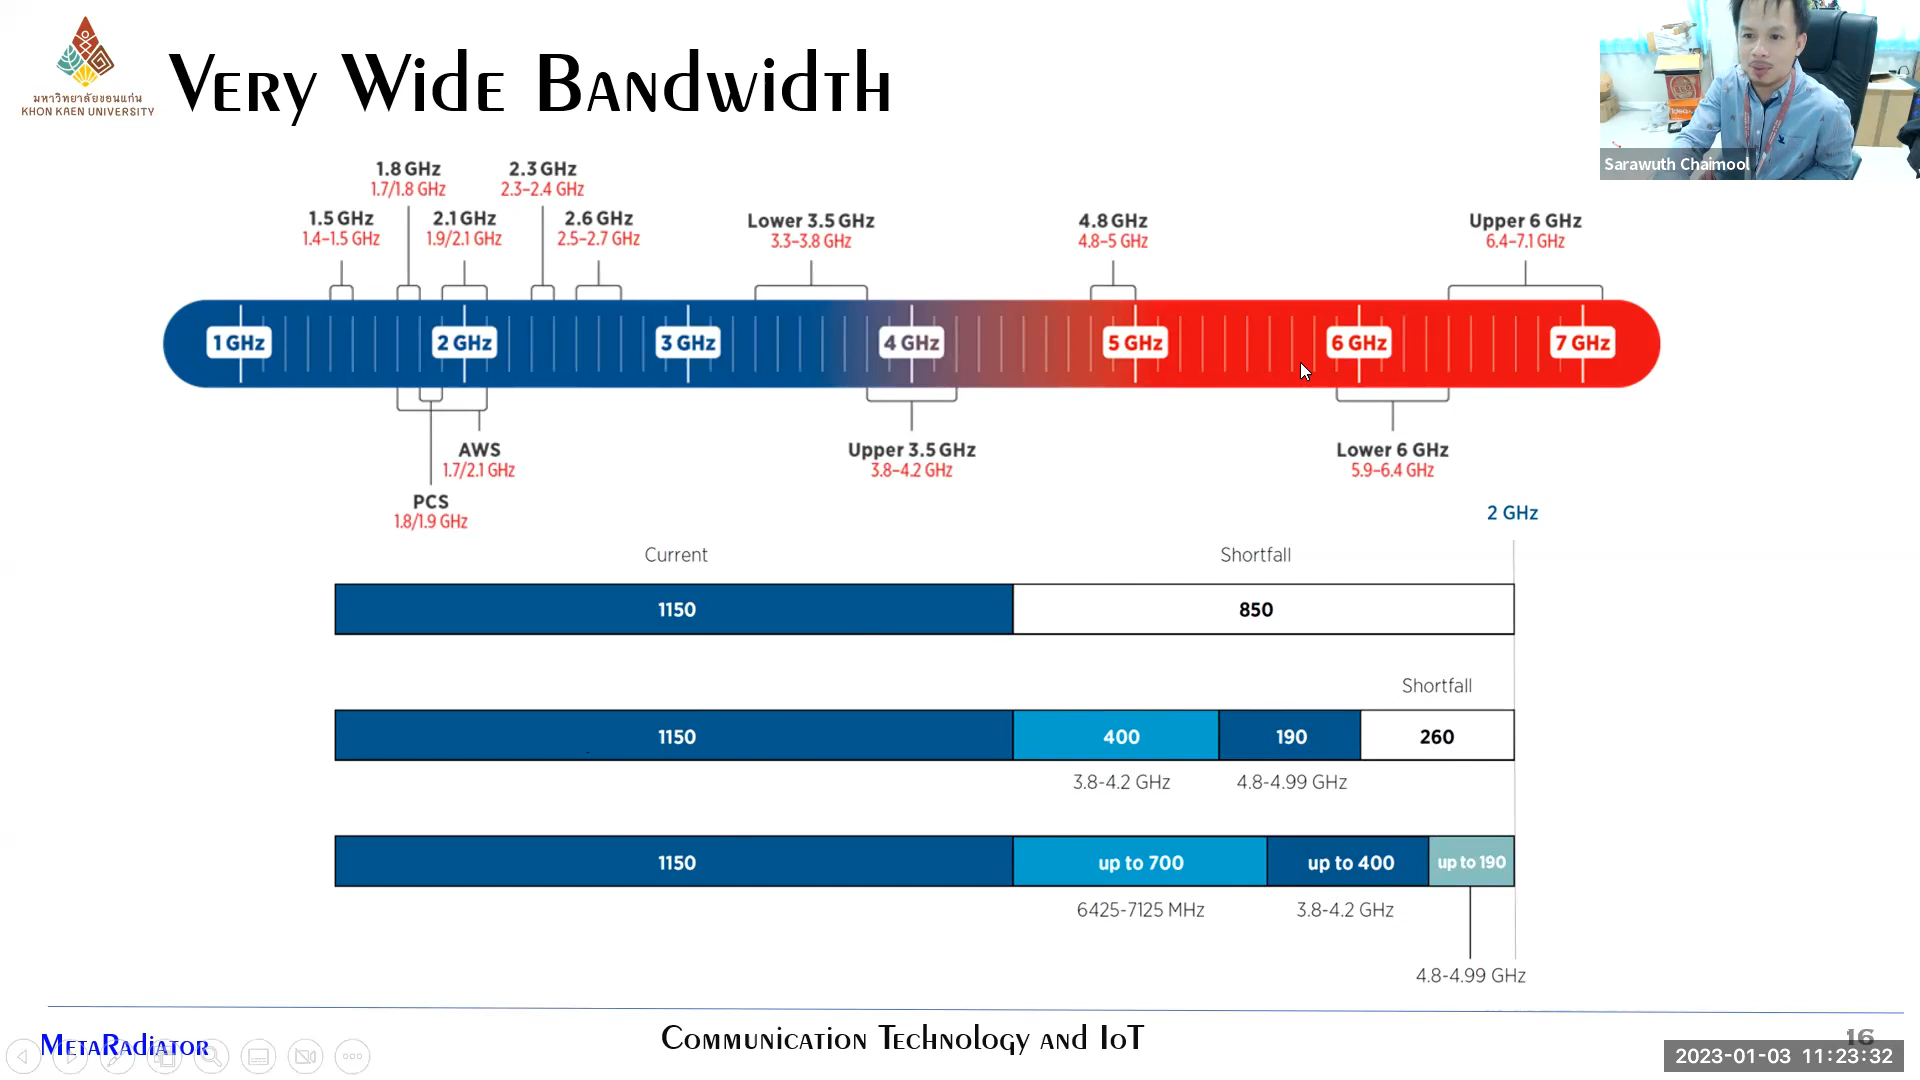 มหาวิทยาลัยขอนแก่น
KHON KAEN UNIVERSITY
Very Wide Bandwidth
Sarawuth Chaimool
1.8 GHz
1.7/1.8 GHz
2.3 GHz
2.3–2.4 GHz
1.5 GHz
1.4–1.5 GHz
2.1 GHz
1.9/2.1 GHz
2.6 GHz
2.5–2.7 GHz
Lower 3.5 GHz
3.3–3.8 GHz
4.8 GHz
4.8–5 GHz
Upper 6 GHz
6.4–7.1 GHz
1 GHz
2 GHz
3 GHz
4 GHz
5 GHz
6 GHz
7 GHz
AWS
1.7/2.1 GHz
Upper 3.5 GHz
3.8–4.2 GHz
Lower 6 GHz
5.9–6.4 GHz
PCS
1.8/1.9 GHz
2 GHz
Current
Shortfall
1150
850
Shortfall
1150
400
190
260
3.8-4.2 GHz
4.8-4.99 GHz
1150
up to 700
up to 400
up to 190
6425-7125 MHz
3.8-4.2 GHz
4.8-4.99 GHz
MetaRadiator
Communication Technology and IoT
16
2023-01-03 11:23:32